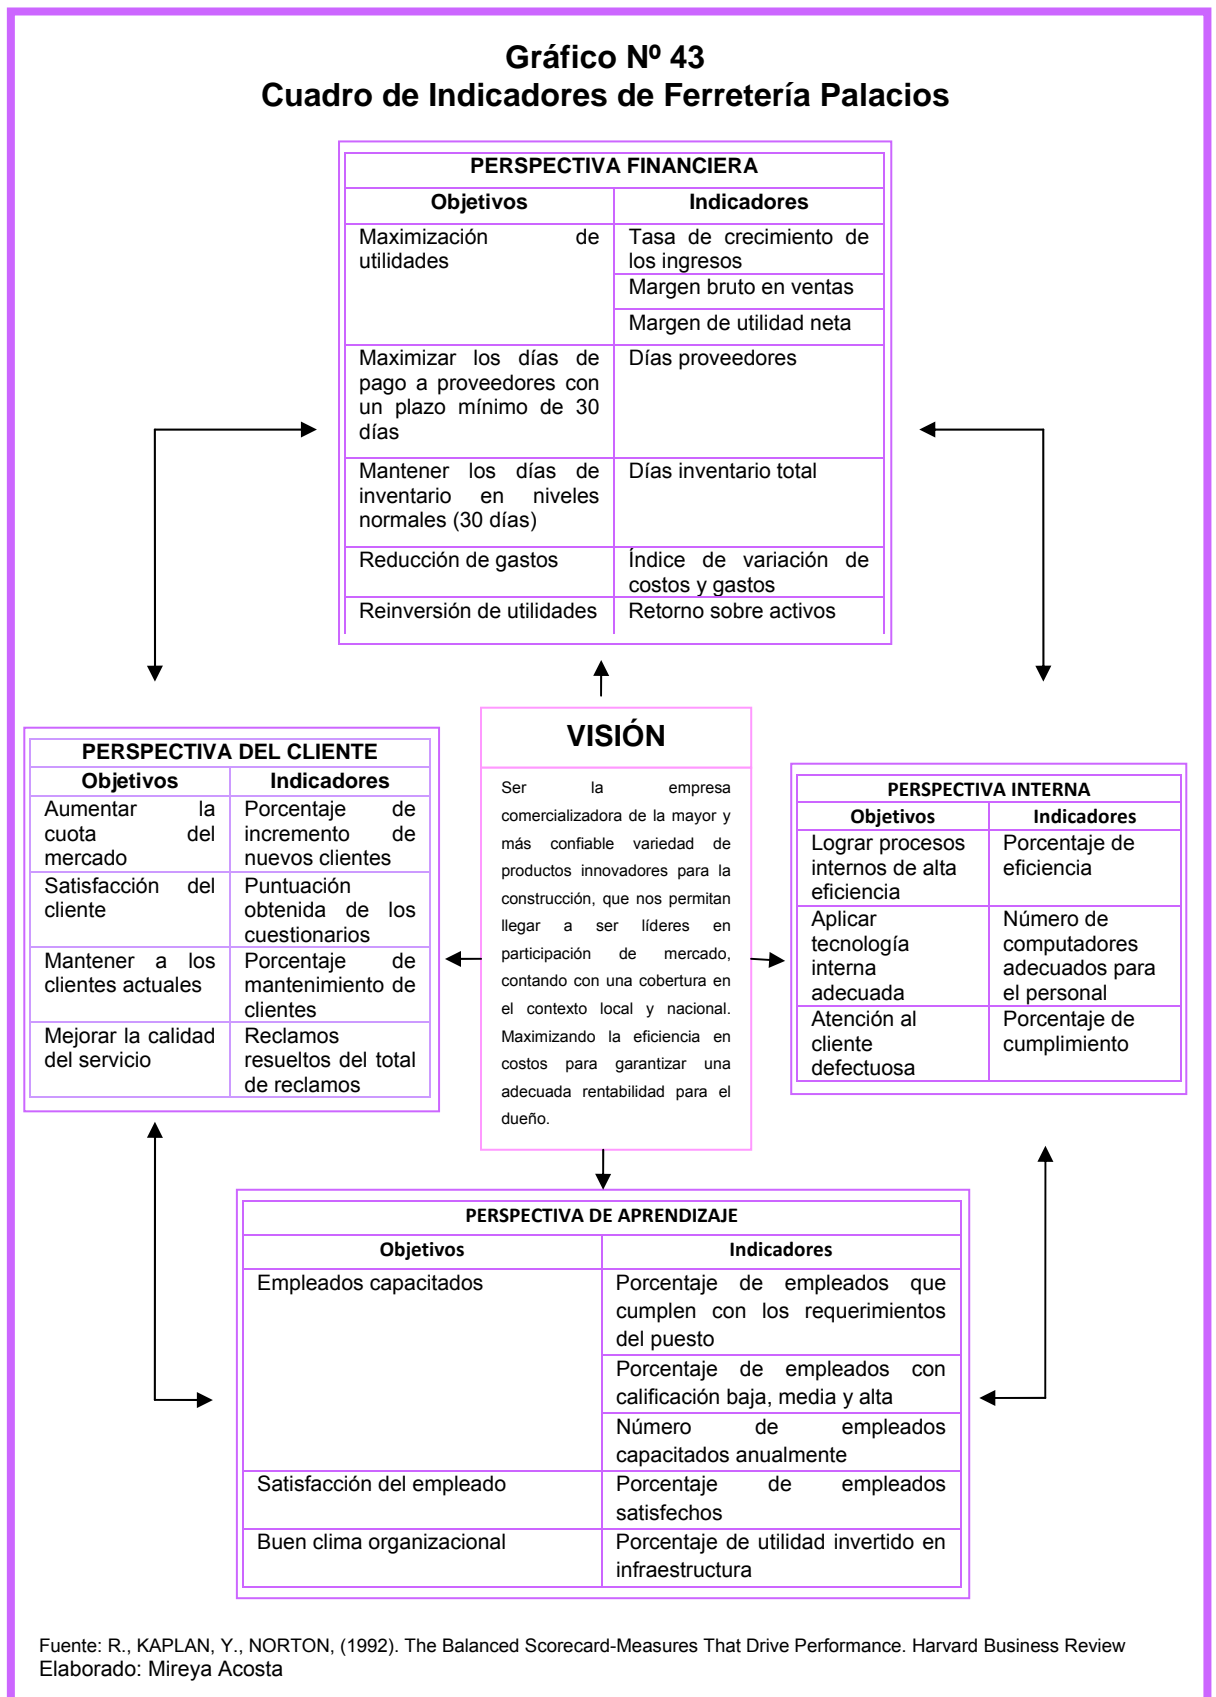 Gráfico Nº 43
Cuadro de Indicadores de Ferretería Palacios
PERSPECTIVA FINANCIERA
Objetivos
Indicadores
Maximización de
utilidades
Tasa de crecimiento de
los ingresos
Margen bruto en ventas
Margen de utilidad neta
Maximizar los días de
pago a proveedores con
un plazo mínimo de 30
días
Días proveedores
Mantener los días de
inventario en niveles
normales (30 días)
Días inventario total
Reducción de gastos
Índice de variación de
costos y gastos
Reinversión de utilidades
Retorno sobre activos
PERSPECTIVA DEL CLIENTE
Objetivos
Indicadores
Aumentar la
cuota del
mercado
Porcentaje de
incremento de
nuevos clientes
Satisfacción del
cliente
Puntuación
obtenida de los
cuestionarios
Mantener a los
clientes actuales
Porcentaje de
mantenimiento de
clientes
Mejorar la calidad
del servicio
Reclamos
resueltos del total
de reclamos
VISIÓN
Ser la empresa
comercializadora de la mayor y
más confiable variedad de
productos innovadores para la
construcción, que nos permitan
llegar a ser líderes en
participación de mercado,
contando con una cobertura en
el contexto local y nacional.
Maximizando la eficiencia en
costos para garantizar una
adecuada rentabilidad para el
dueño.
PERSPECTIVA INTERNA
Objetivos
Indicadores
Lograr procesos
internos de alta
eficiencia
Porcentaje de
eficiencia
Aplicar
tecnología
interna
adecuada
Número de
computadores
adecuados para
el personal
Atención al
cliente
defectuosa
Porcentaje de
cumplimiento
PERSPECTIVA DE APRENDIZAJE
Objetivos
Indicadores
Empleados capacitados
Porcentaje de empleados que
cumplen con los requerimientos
del puesto
Porcentaje de empleados con
calificación baja, media y alta
Número de empleados
capacitados anualmente
Satisfacción del empleado
Porcentaje de empleados
satisfechos
Buen clima organizacional
Porcentaje de utilidad invertido en
infraestructura
Fuente: R., KAPLAN, Y., NORTON, (1992). The Balanced Scorecard-Measures That Drive Performance. Harvard Business Review
Elaborado: Mireya Acosta